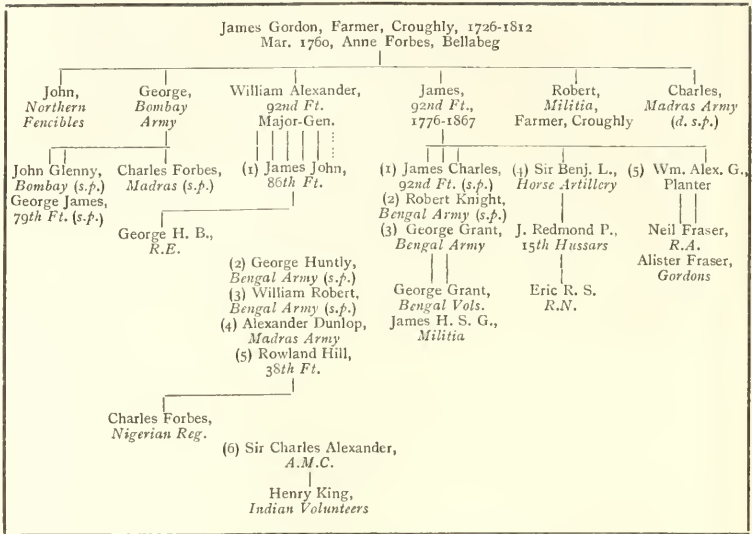 James Gordon, Farmer, Croughly, 1726-1812
Mar. 1760, Anne Forbes, Bellabeg
John,
Northern
Fencibles
George,
Bombay
Army
William Alexander,
92nd Ft.
Major-Gen.
James,
92nd Ft.,
1776-1867
Robert,
Militia,
Farmer, Croughly
Charles,
Madras Army
(d. s.p.)
John Glenny,
Bombay (s.p.)
George James,
79th Ft. (s.p.)
Charles Forbes,
Madras (s.p.)
(1) James John,
86th Ft.
George H. B.,
R.E.
(2) George Huntly,
Bengal Army (s.p.)
(3) William Robert,
Bengal Army (s.p.)
(4) Alexander Dunlop,
Madras Army
(5) Rowland Hill,
38th Ft.
Charles Forbes,
Nigerian Reg.
(6) Sir Charles Alexander,
A.M.C.
Henry King,
Indian Volunteers
(1) James Charles,
92nd Ft. (s.p.)
(2) Robert Knight,
Bengal Army (s.p.)
(3) George Grant,
Bengal Army
George Grant,
Bengal Vols.
James H. S. G.,
Militia
(4) Sir Benj. L.,
Horse Artillery
J. Redmond P.,
15th Hussars
Eric R. S.
R.N.
(5) Wm. Alex. G.,
Planter
Neil Fraser,
R.A.
Alister Fraser,
Gordons